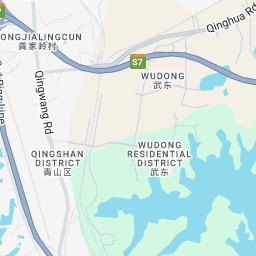 Qinghua Rd
ONGJIALINGCUN
龚家岭村
S7
WUDONG
武东
Qingwang Rd
QINGSHAN
DISTRICT
青山区
WUDONG
RESIDENTIAL
DISTRICT
武东